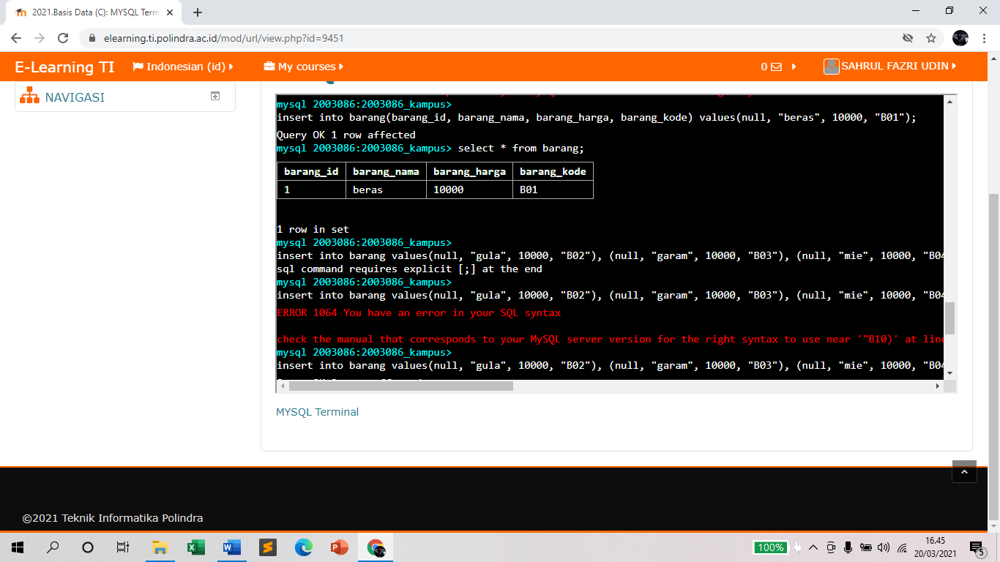 2021.Basis Data (C): MYSQL Term
elearning.ti.polindra.ac.id/mod/url/view.php?id=9451
E-Learning TI Indonesian (id) My courses 0 SAHRUL FAZRI UDIN
NAVIGASI
mysql 2003086:2003086_kampus>
insert into barang(barang_id, barang_nama, barang_harga, barang_kode) values(null, "beras", 10000, "B01");
Query OK 1 row affected
mysql 2003086:2003086_kampus> select * from barang;
barang_id barang_nama barang_harga barang_kode
1 beras 10000 B01
1 row in set
mysql 2003086:2003086_kampus>
insert into barang values(null, "gula", 10000, "B02"), (null, "garam", 10000, "B03"), (null, "mie", 10000, "B04
sql command requires explicit [;] at the end
mysql 2003086:2003086_kampus>
insert into barang values(null, "gula", 10000, "B02"), (null, "garam", 10000, "B03"), (null, "mie", 10000, "B04
ERROR 1064 You have an error in your SQL syntax
check the manual that corresponds to your MySQL server version for the right syntax to use near '"B10)' at line
mysql 2003086:2003086_kampus>
insert into barang values(null, "gula", 10000, "B02"), (null, "garam", 10000, "B03"), (null, "mie", 10000, "B04
MYSQL Terminal
©2021 Teknik Informatika Polindra
100%
16.45
20/03/2021
5